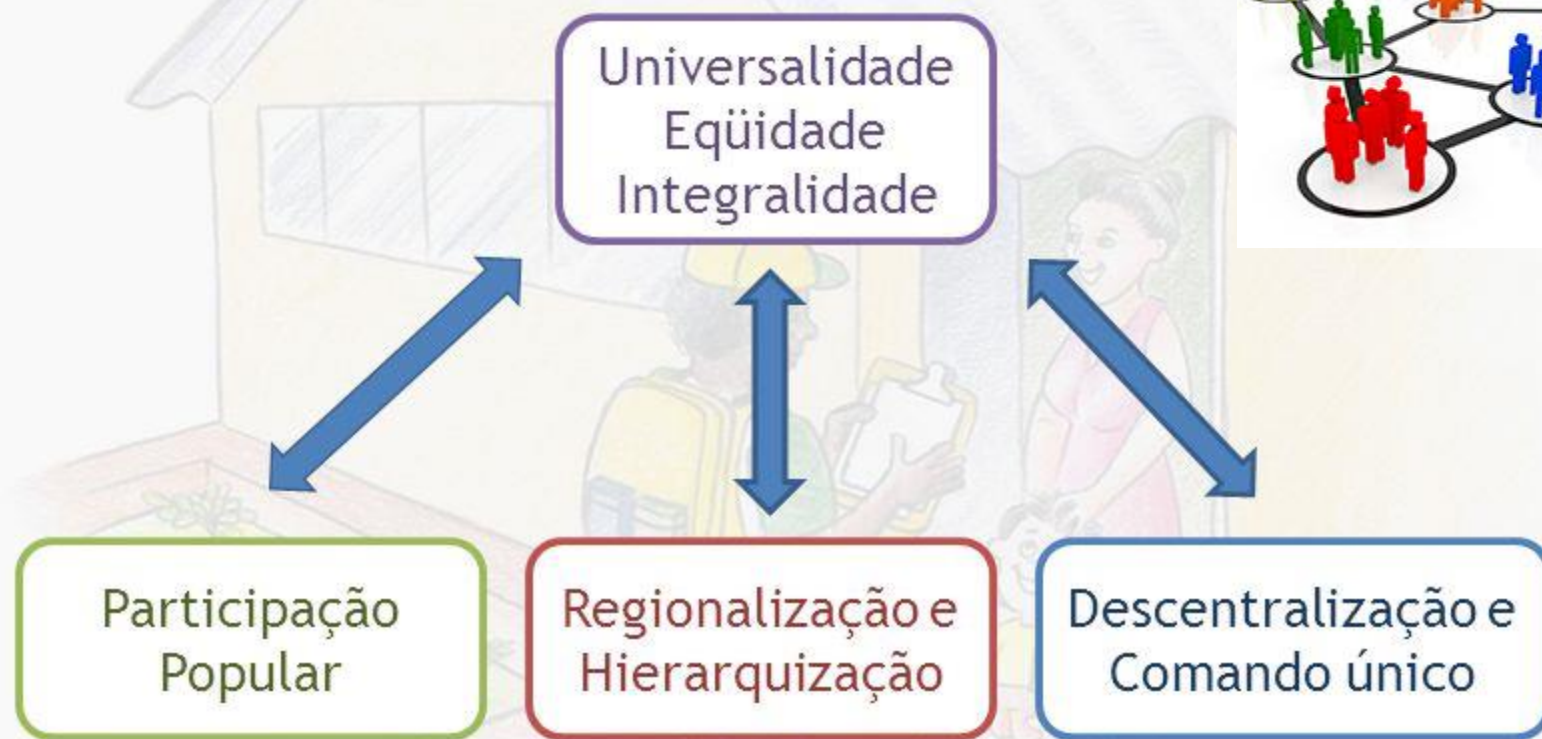 Universalidade
Eqüidade
Integralidade
Participação
Popular
Regionalização e
Hierarquização
Descentralização e
Comando único